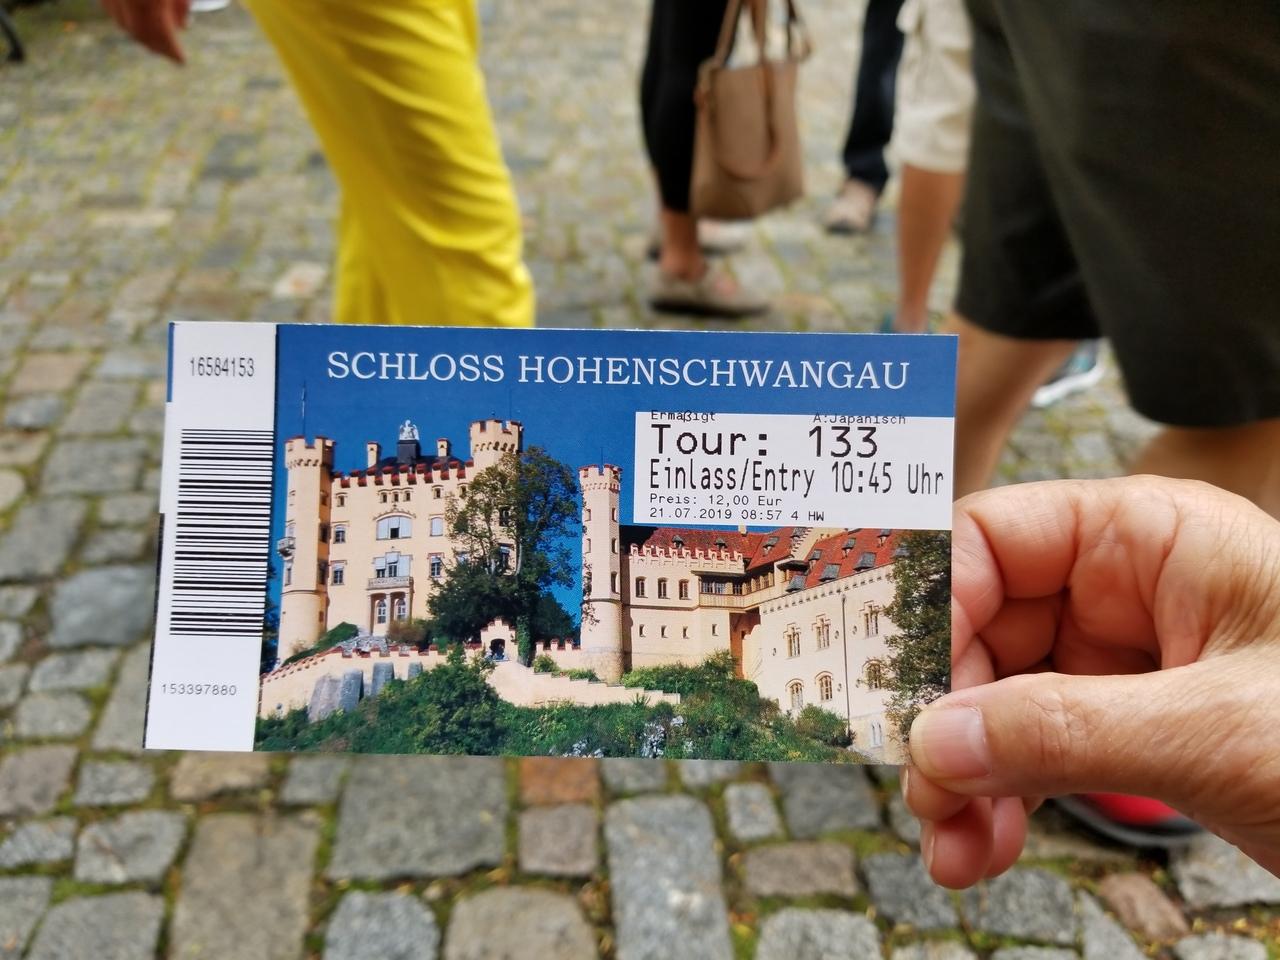 16584153
153397880
SCHLOSS HOHENSCHWANGAU
Ermäßigt A:Japanisch
Tour: 133
Einlass/Entry 10:45 Uhr
Preis: 12,00 Eur
21.07.2019 08:57 4 HW